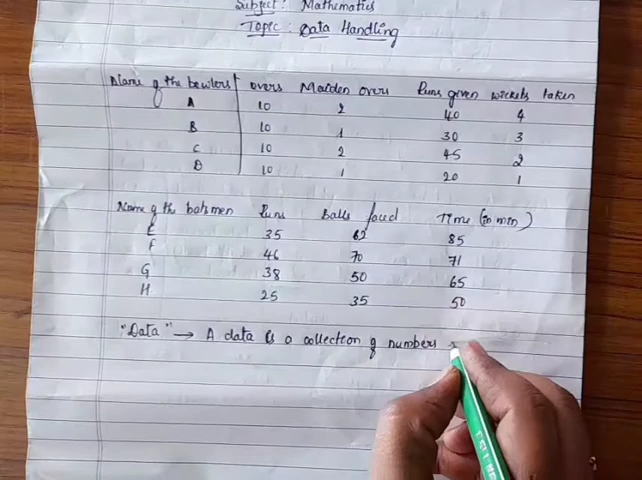 Subject: Mathematics
Topic: Data Handling
Name of the bowlers overs Maiden overs Runs given wickets taken
A 10 2 40 4
B 10 1 30 3
C 10 2 45 2
D 10 1 20 1
Name of the batsmen Runs Balls faced Time (in min)
E 35 62 85
F 46 70 71
G 38 50 65
H 25 35 50
"Data" → A data is a collection of numbers